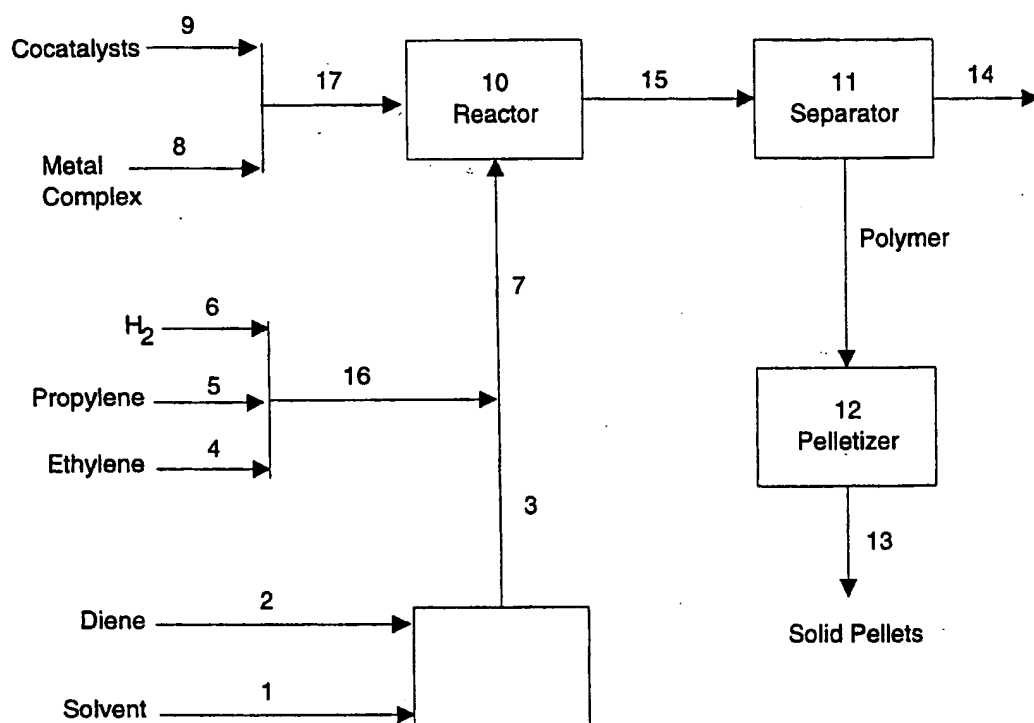 9
Cocatalysts
17
10
Reactor
15
11
Separator
14
8
Metal
Complex
Polymer
7
6
H2
16
5
Propylene
12
Pelletizer
4
Ethylene
3
13
2
Diene
Solid Pellets
1
Solvent